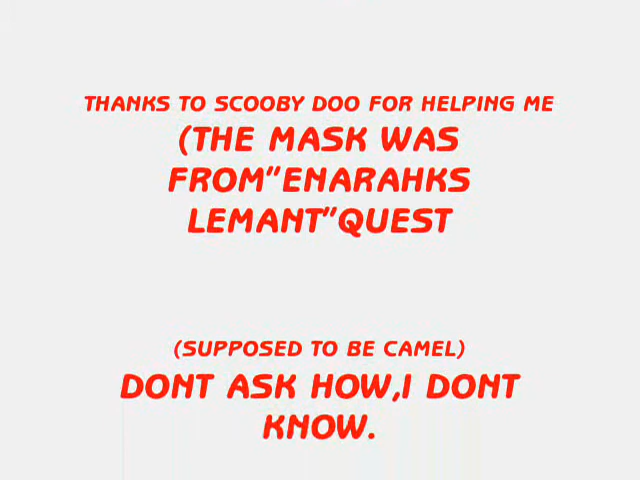 THANKS TO SCOOBY DOO FOR HELPING ME
(THE MASK WAS
FROM"ENARAHKS
LEMANT"QUEST
(SUPPOSED TO BE CAMEL)
DONT ASK HOW,I DONT
KNOW.